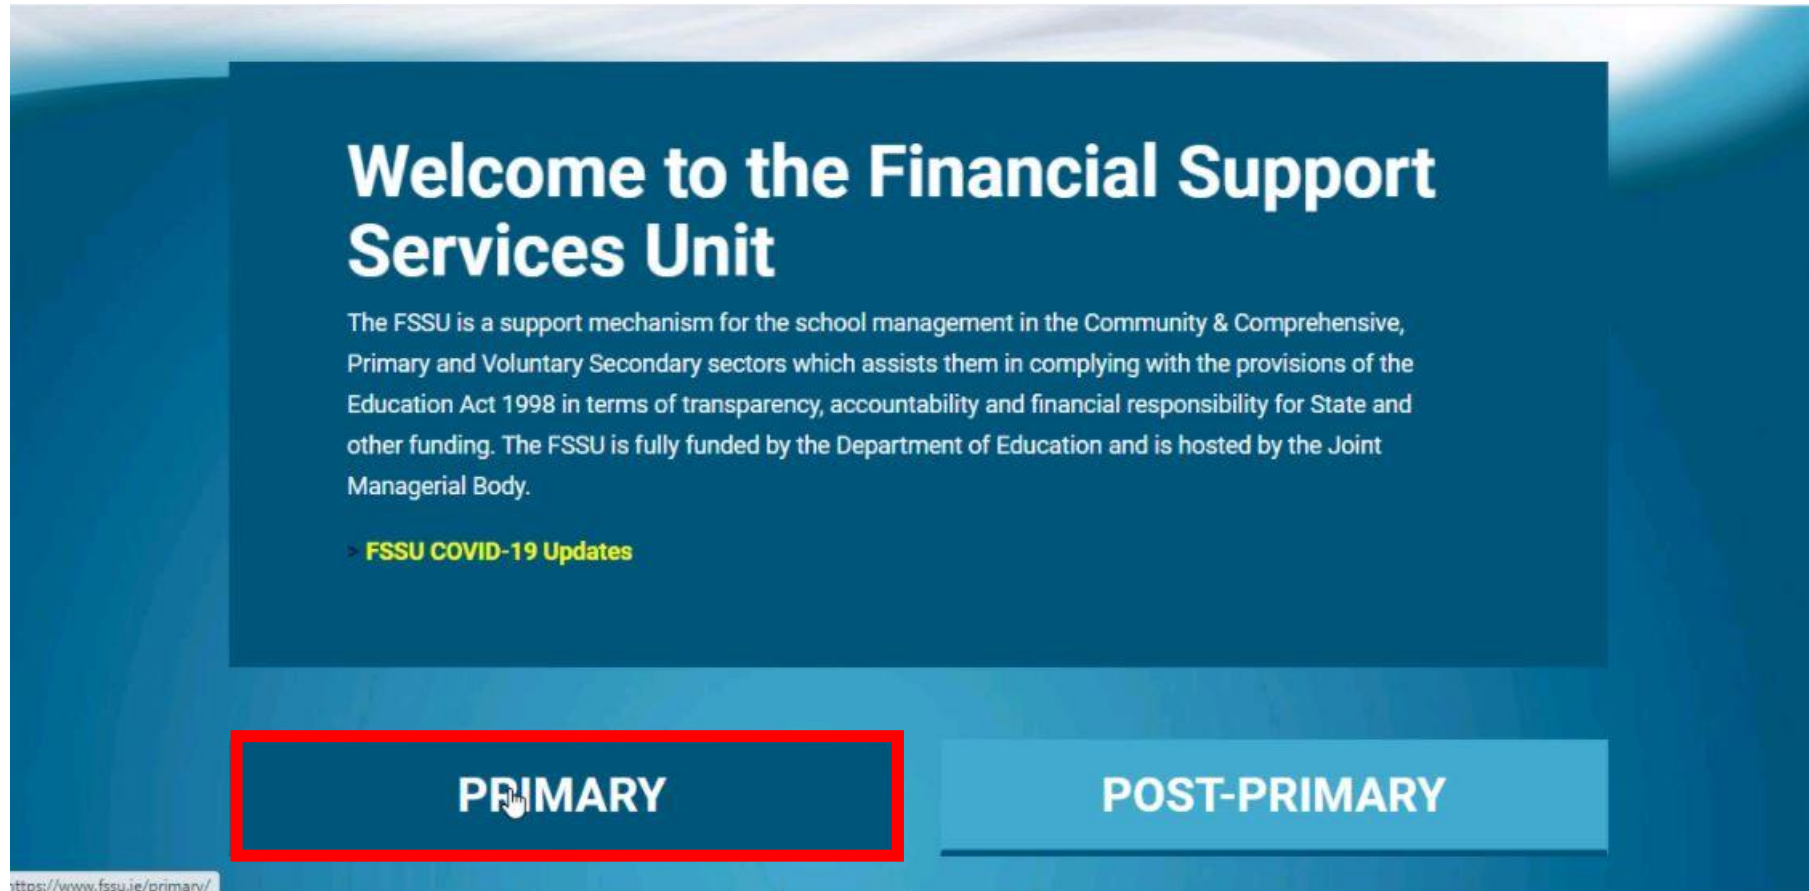 Welcome to the Financial Support
Services Unit
The FSSU is a support mechanism for the school management in the Community & Comprehensive,
Primary and Voluntary Secondary sectors which assists them in complying with the provisions of the
Education Act 1998 in terms of transparency, accountability and financial responsibility for State and
other funding. The FSSU is fully funded by the Department of Education and is hosted by the Joint
Managerial Body.
> FSSU COVID-19 Updates
PRIMARY
POST-PRIMARY
https://www.fssu.ie/primary/